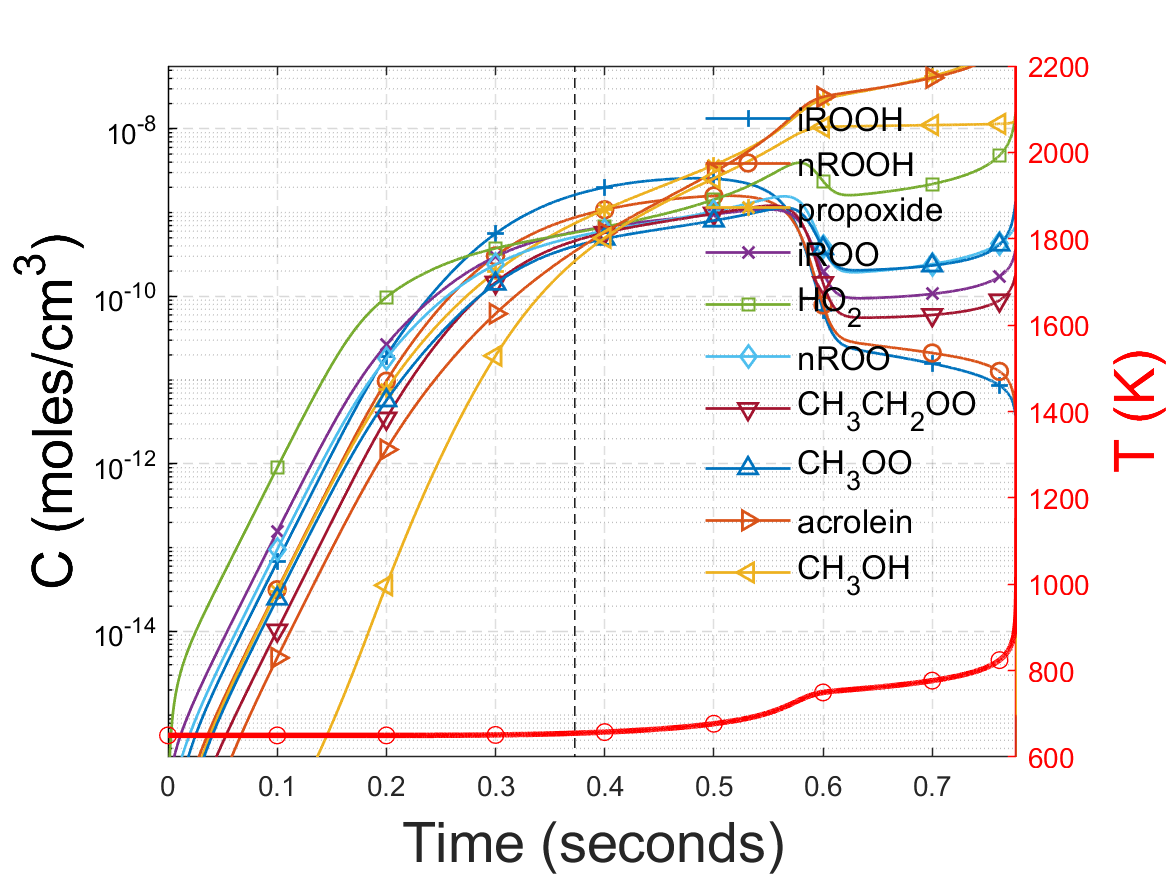 C (moles/cm³)
10⁻⁸
10⁻¹⁰
10⁻¹²
10⁻¹⁴
iROOH
nROOH
propoxide
iROO
HO₂
nROO
CH₃CH₂OO
CH₃OO
acrolein
CH₃OH
2200
2000
1800
1600
1400
1200
1000
800
600
T (K)
0 0.1 0.2 0.3 0.4 0.5 0.6 0.7
Time (seconds)